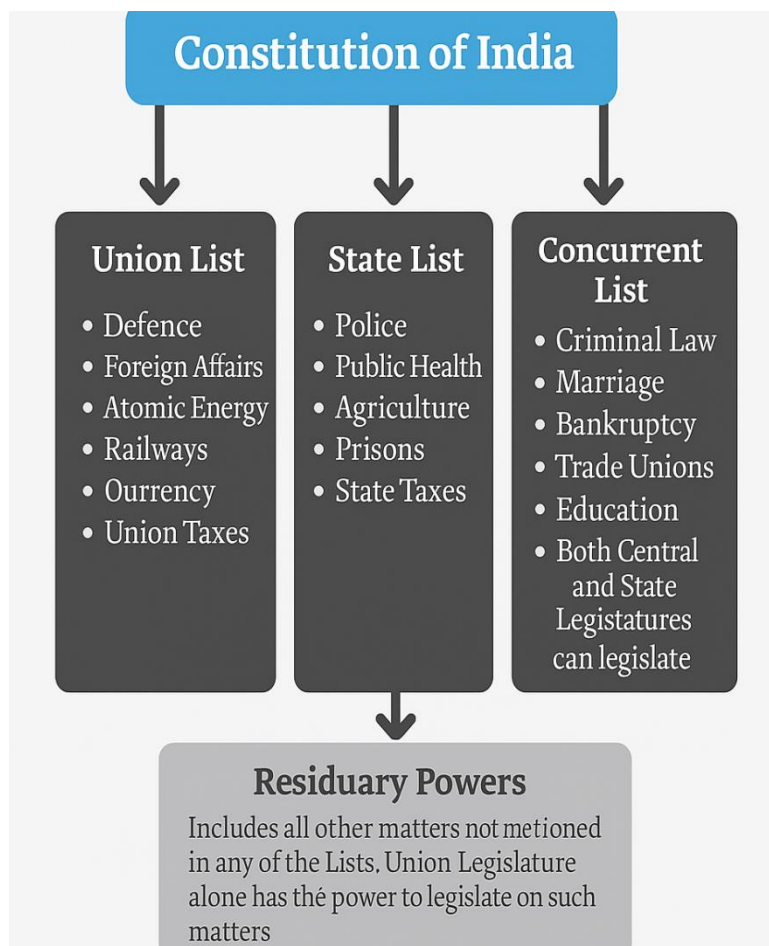 Constitution of India
Union List
• Defence
• Foreign Affairs
• Atomic Energy
• Railways
• Ourrency
• Union Taxes
State List
• Police
• Public Health
• Agriculture
• Prisons
• State Taxes
Concurrent
List
• Criminal Law
• Marriage
• Bankruptcy
• Trade Unions
• Education
• Both Central
and State
Legistatures
can legislate
Residuary Powers
Includes all other matters not metioned
in any of the Lists. Union Legislature
alone has thé power to legislate on such
matters